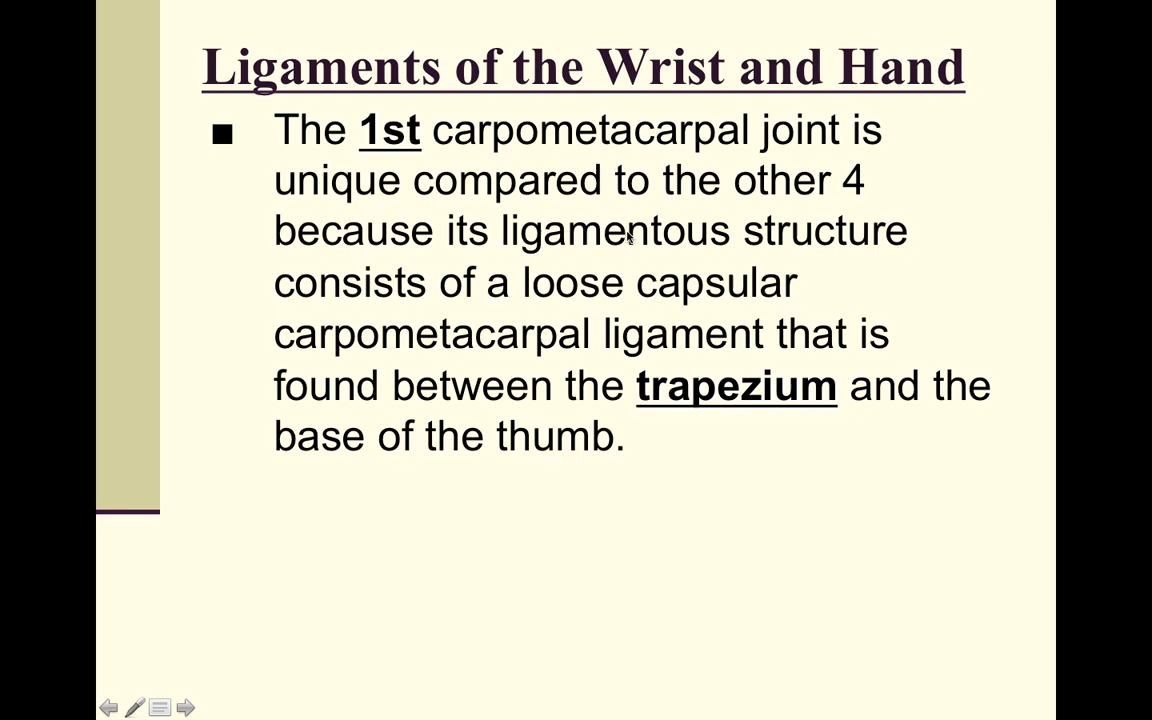 Ligaments of the Wrist and Hand
■ The 1st carpometacarpal joint is
unique compared to the other 4
because its ligamentous structure
consists of a loose capsular
carpometacarpal ligament that is
found between the trapezium and the
base of the thumb.